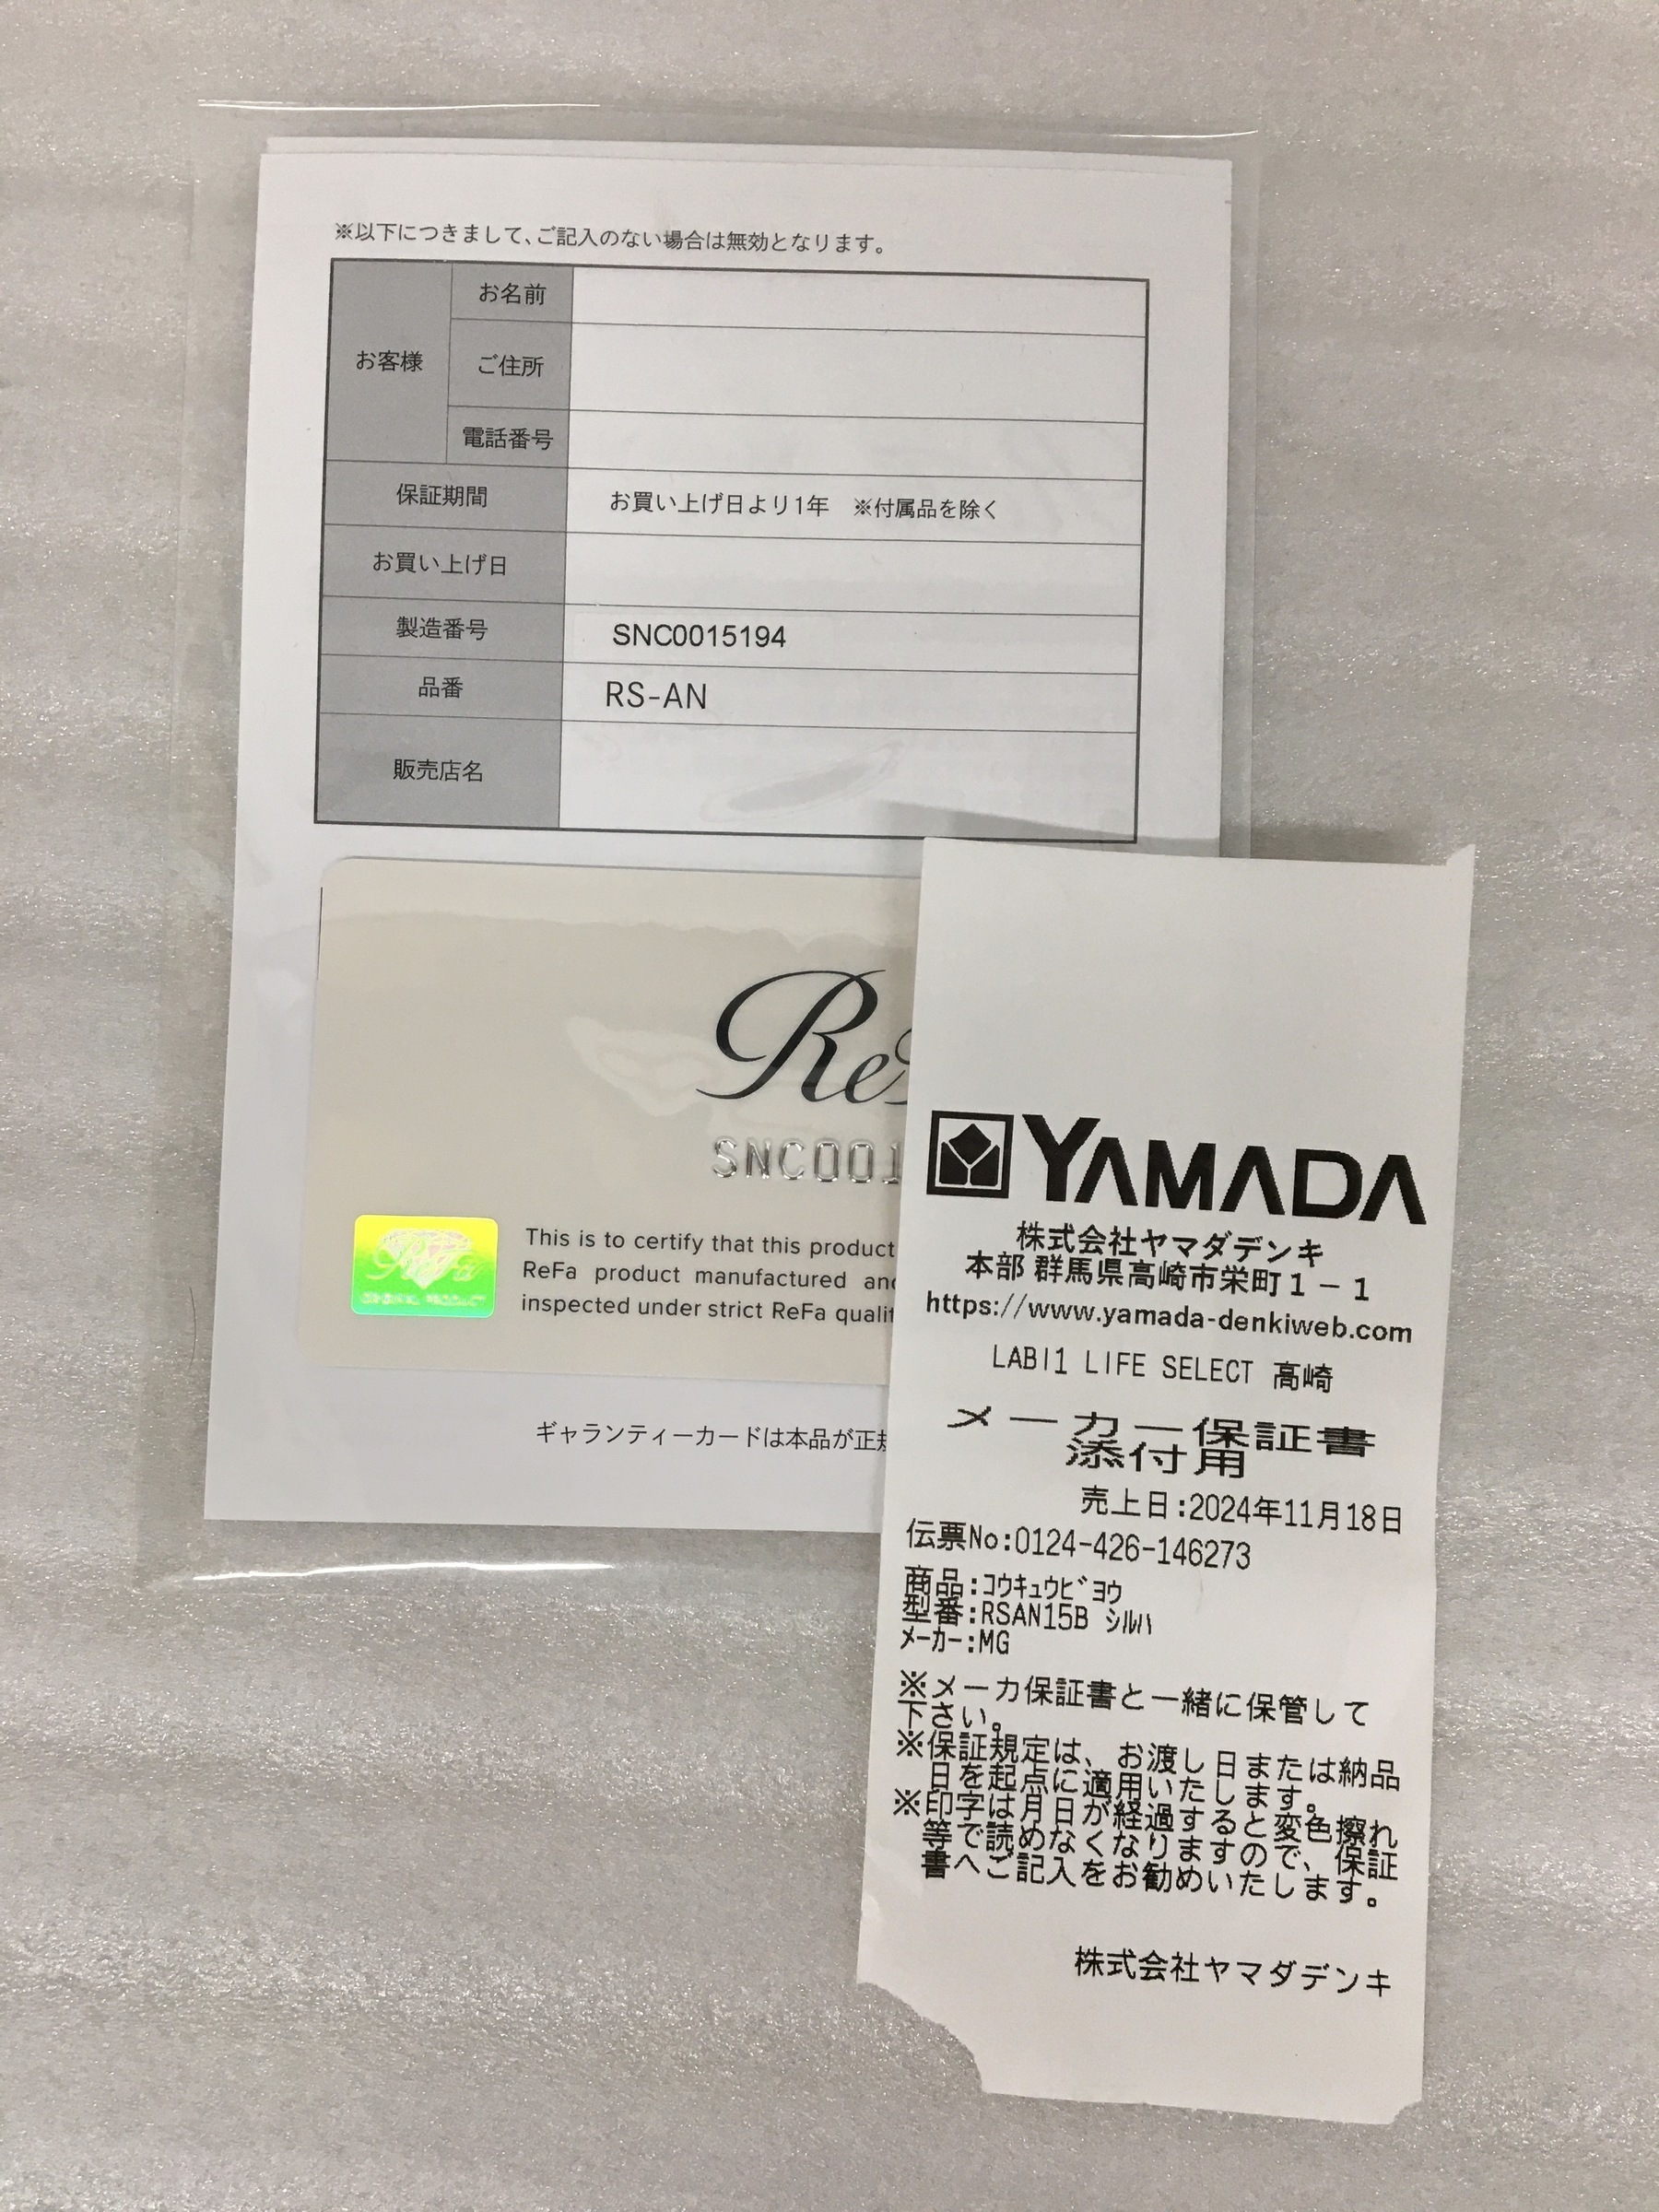 ※以下につきまして、ご記入のない場合は無効となります。
お客様
お名前
ご住所
電話番号
保証期間 お買い上げ日より1年 ※付属品を除く
お買い上げ日
製造番号 SNC0015194
品番 RS-AN
販売店名
Re
SNC001
This is to certify that this product
ReFa product manufactured and
inspected under strict ReFa qualit
ReFa
ギャランティーカードは本品が正規
YAMADA
株式会社ヤマダデンキ
本部 群馬県高崎市栄町1-1
https://www.yamada-denkiweb.com
LABI1 LIFE SELECT 高崎
メーカー保証書
添付用
売上日:2024年11月18日
伝票No:0124-426-146273
商品:ｺｳｷｭｳﾋﾞﾖｳ
型番:RSAN15B ｼﾙﾊ
ﾒｰｶｰ:MG
※メーカ保証書と一緒に保管して
下さい。
※保証規定は、お渡し日または納品
日を起点に適用いたします。
※印字は月日が経過すると変色擦れ
等で読めなくなりますので、保証
書へご記入をお勧めいたします。
株式会社ヤマダデンキ